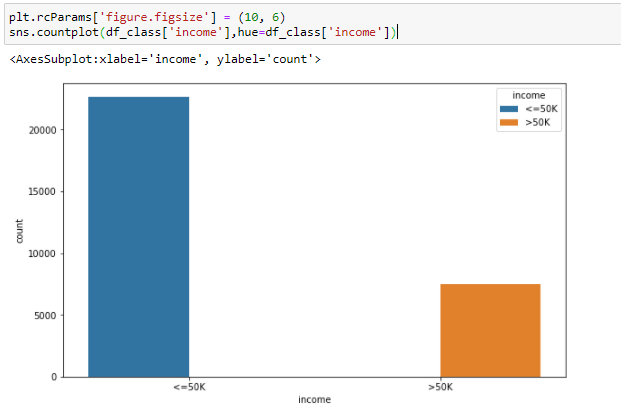 plt.rcParams['figure.figsize'] = (10, 6)
sns.countplot(df_class['income'],hue=df_class['income'])
<AxesSubplot:xlabel='income', ylabel='count'>
income
<=50K
>50K
20000
15000
10000
5000
0
count
<=50K >50K
income